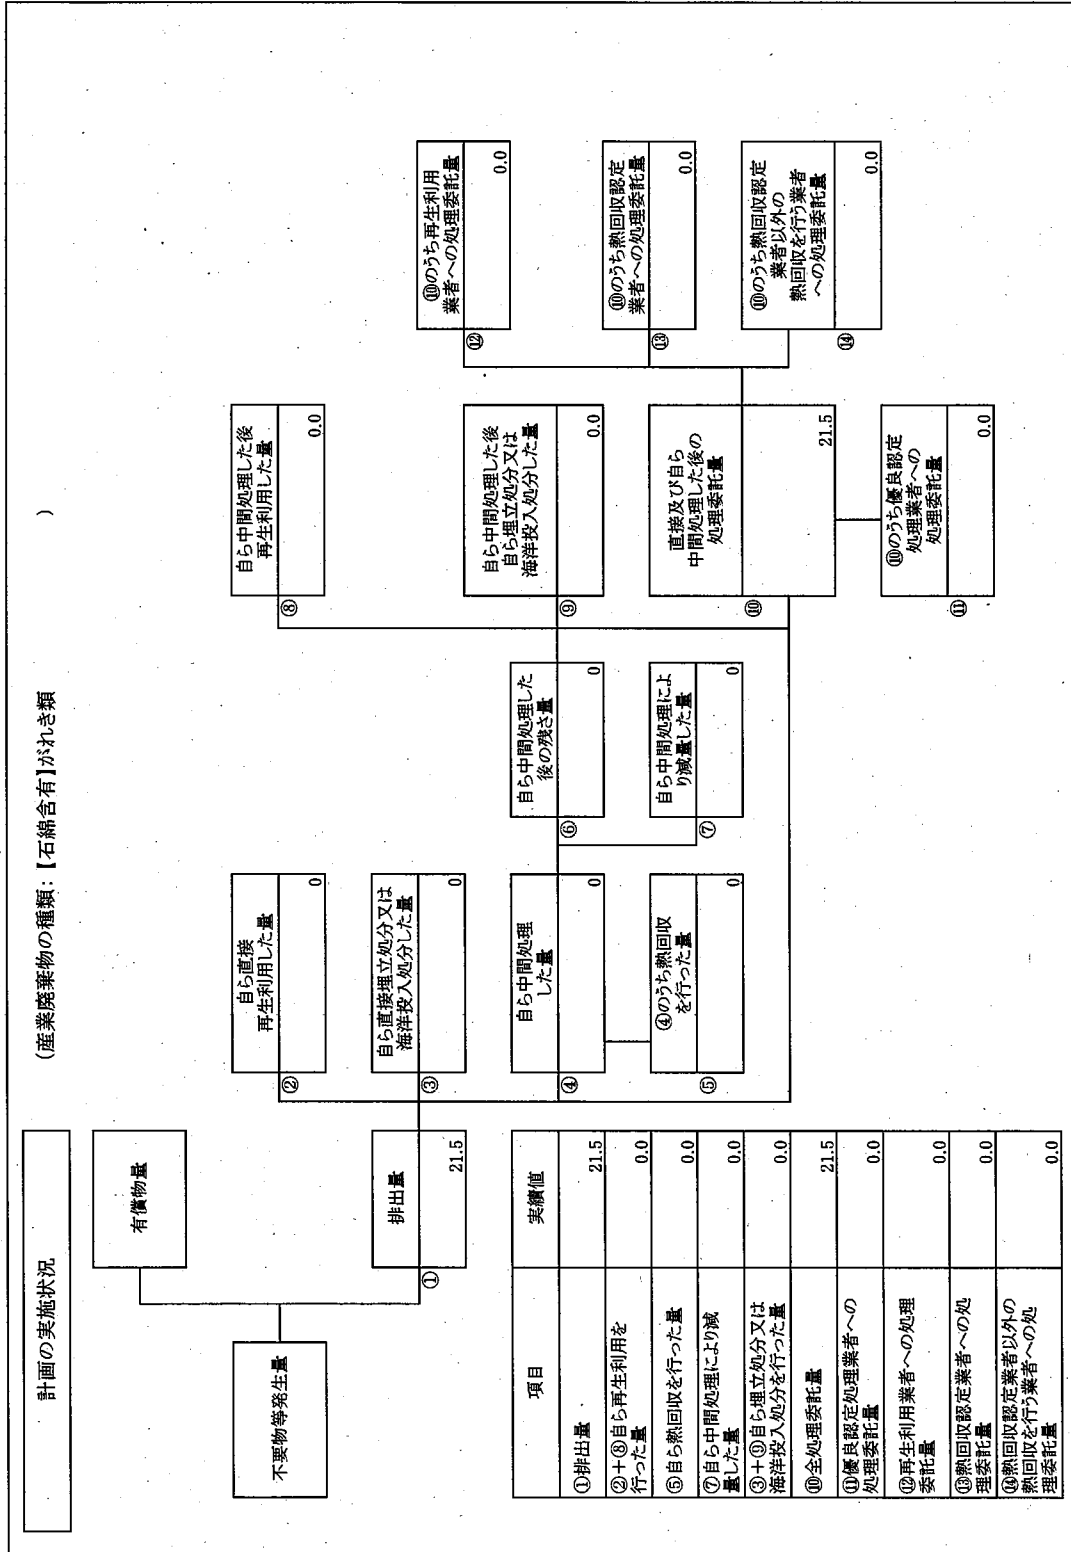 計画の実施状況
(産業廃棄物の種類:【石綿含有】がれき類
)
不要物等発生量
有償物量
排出量
①
21.5
自ら直接
再生利用した量
②
0
自ら直接埋立処分又は
海洋投入処分した量
③
0
自ら中間処理
した量
④
0
④のうち熱回収
を行った量
⑤
0
自ら中間処理した
後の残さ量
⑥
0
自ら中間処理によ
り減量した量
⑦
0
自ら中間処理した後
再生利用した量
⑧
0.0
自ら中間処理した後
自ら埋立処分又は
海洋投入処分した量
⑨
0.0
直接及び自ら
中間処理した後の
処理委託量
⑩
21.5
⑩のうち優良認定
処理業者への
処理委託量
⑪
0.0
⑩のうち再生利用
業者への処理委託量
⑫
0.0
⑩のうち熱回収認定
業者への処理委託量
⑬
0.0
⑩のうち熱回収認定
業者以外の
熱回収を行う業者
への処理委託量
⑭
0.0
項目 実績値
①排出量 21.5
②+⑧自ら再生利用を
行った量 0.0
⑤自ら熱回収を行った量 0.0
⑦自ら中間処理により減
量した量 0.0
③+⑨自ら埋立処分又は
海洋投入処分を行った量 0.0
⑩全処理委託量 21.5
⑪優良認定処理業者への
処理委託量 0.0
⑫再生利用業者への処理
委託量 0.0
⑬熱回収認定業者への処
理委託量 0.0
⑭熱回収認定業者以外の
熱回収を行う業者への処
理委託量 0.0